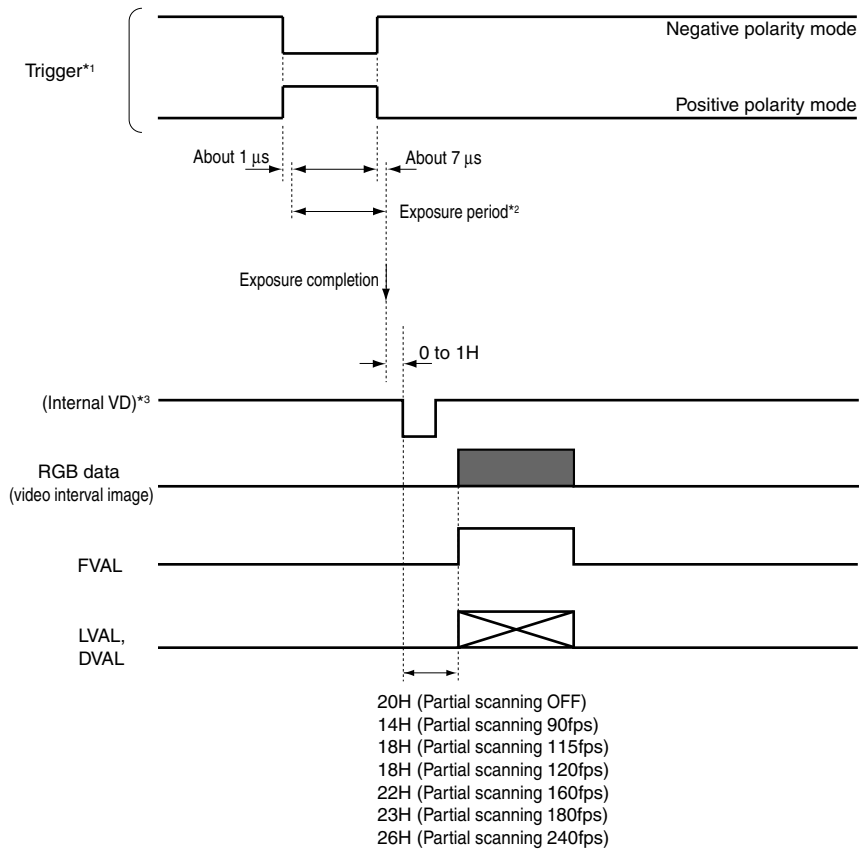 Negative polarity mode
Trigger*1
Positive polarity mode
About 1 μs
About 7 μs
Exposure period*2
Exposure completion
0 to 1H
(Internal VD)*3
RGB data
(video interval image)
FVAL
LVAL,
DVAL
20H (Partial scanning OFF)
14H (Partial scanning 90fps)
18H (Partial scanning 115fps)
18H (Partial scanning 120fps)
22H (Partial scanning 160fps)
23H (Partial scanning 180fps)
26H (Partial scanning 240fps)